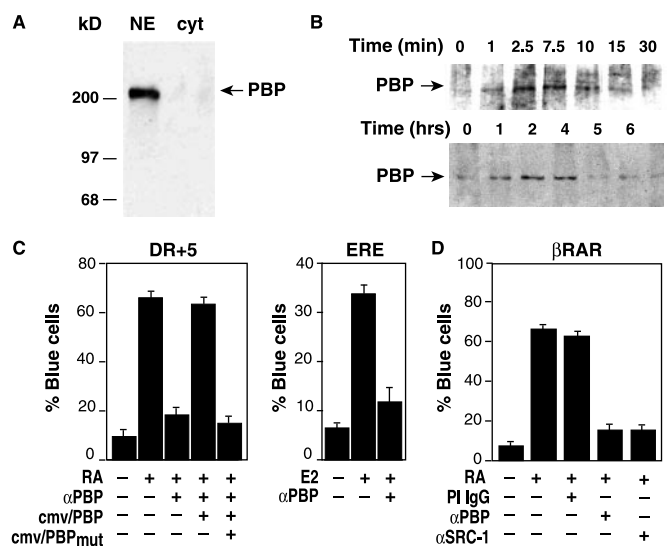 A
kD NE cyt
PBP
200
97
68
B
Time (min) 0 1 2.5 7.5 10 15 30
PBP
Time (hrs) 0 1 2 4 5 6
PBP
C
DR+5
% Blue cells
80
60
40
20
0
RA – + + + +
αPBP – – + + +
cmv/PBP – – – + +
cmv/PBPmut – – – – +
ERE
% Blue cells
40
30
20
10
0
E2 – + +
αPBP – – +
D
βRAR
% Blue cells
100
80
60
40
20
0
RA – + + + +
PI IgG – – +
αPBP – – – +
αSRC-1 – – – – +